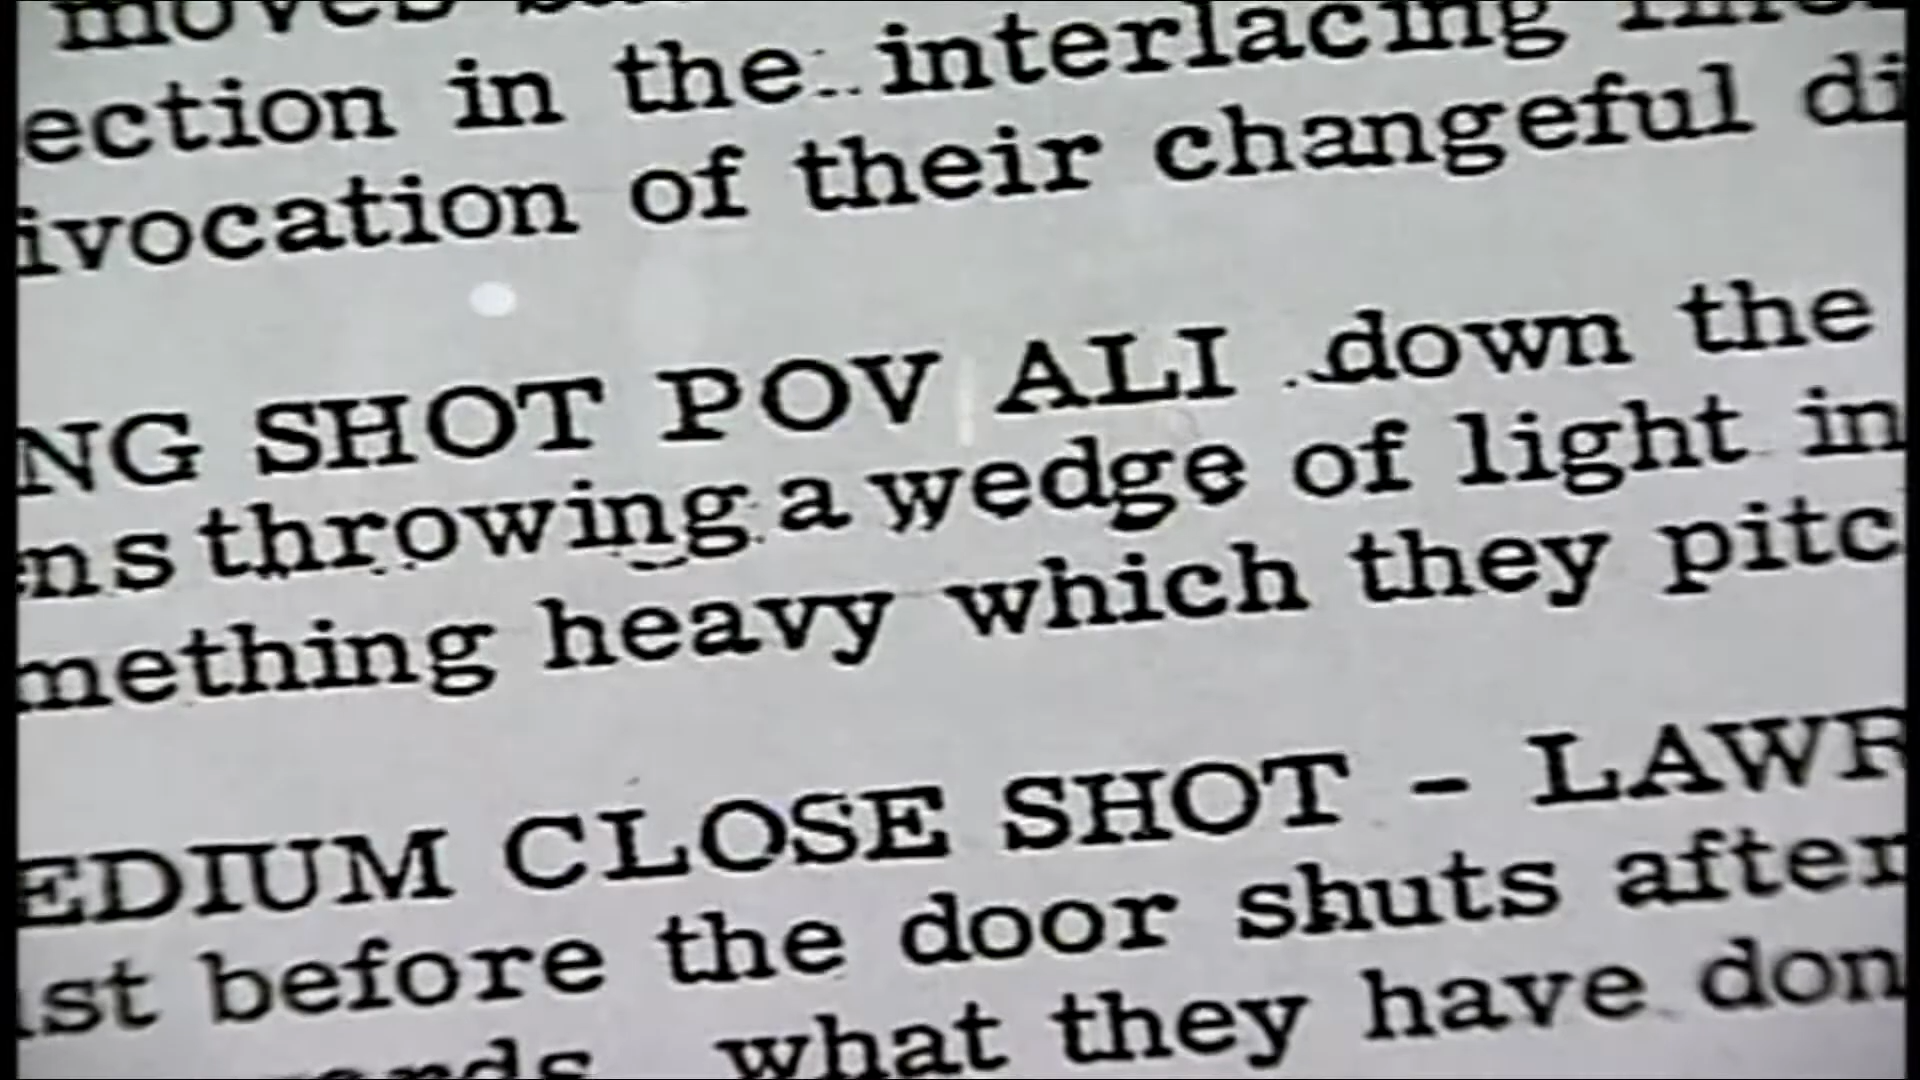 moves
ection in the interlacing
ivocation of their changeful di
NG SHOT POV ALI down the
ns throwing a wedge of light in
mething heavy which they pitc
EDIUM CLOSE SHOT - LAWR
st before the door shuts after
what they have don